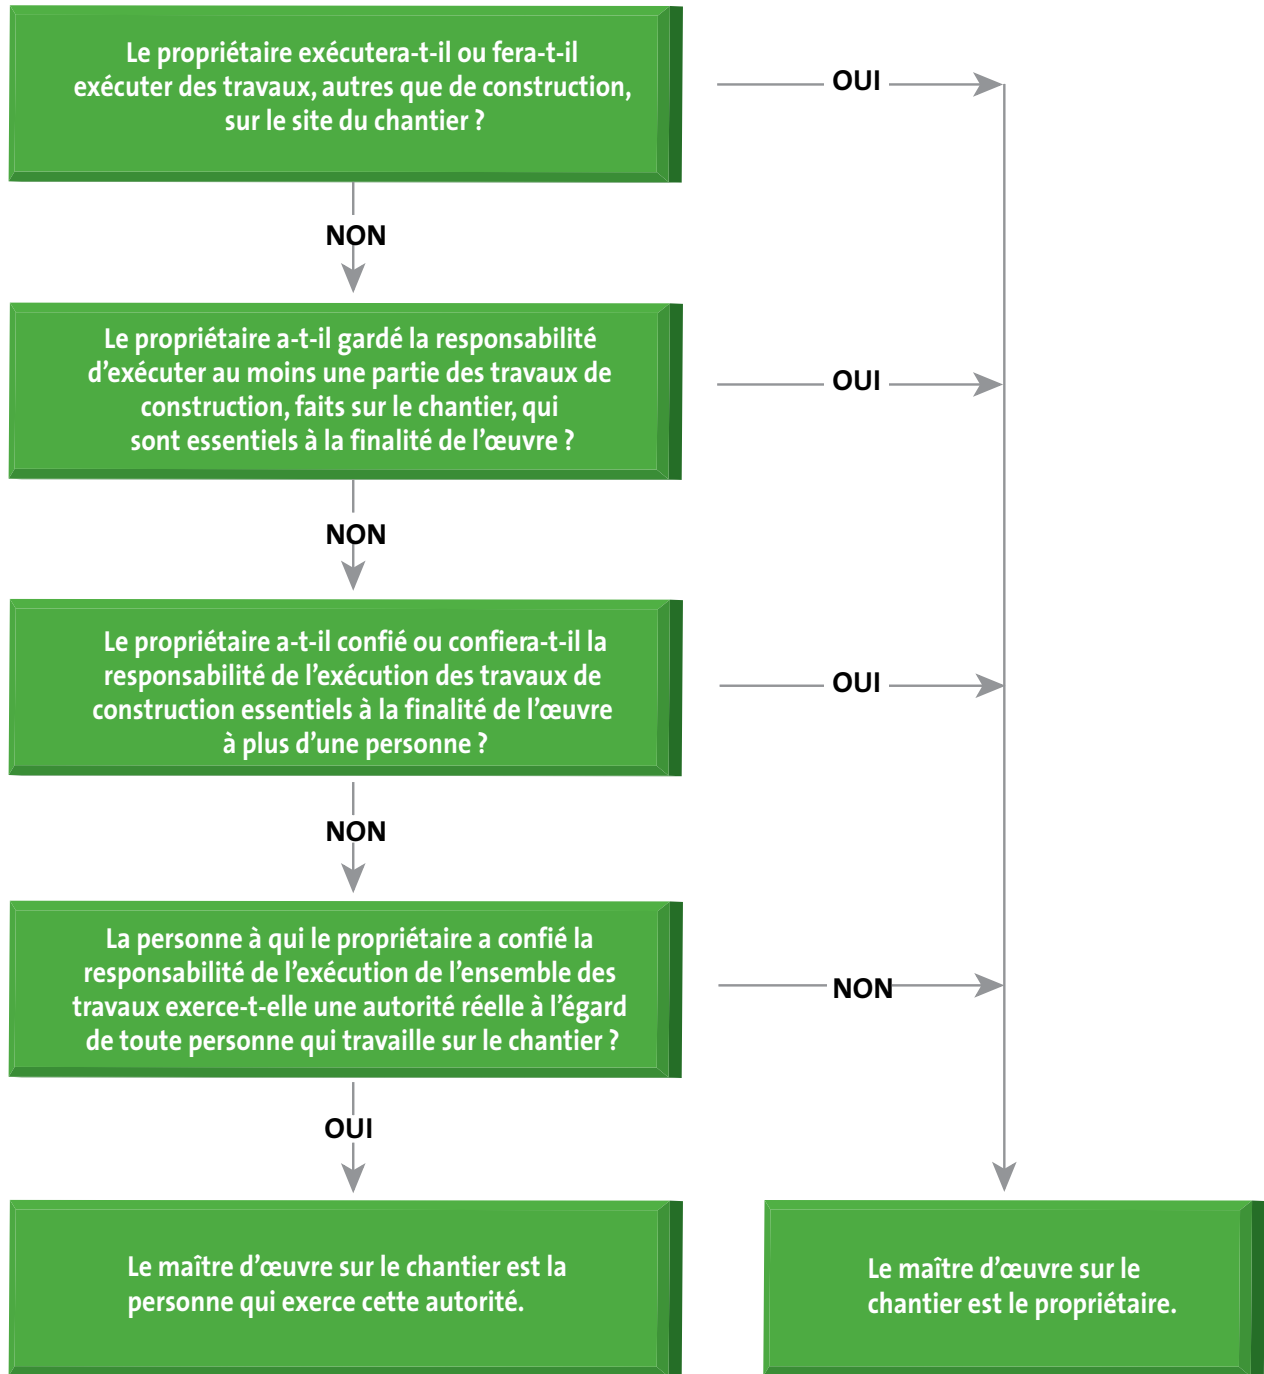 Le propriétaire exécutera-t-il ou fera-t-il
exécuter des travaux, autres que de construction,
sur le site du chantier ?
OUI
NON
Le propriétaire a-t-il gardé la responsabilité
d’exécuter au moins une partie des travaux de
construction, faits sur le chantier, qui
sont essentiels à la finalité de l’œuvre ?
OUI
NON
Le propriétaire a-t-il confié ou confiera-t-il la
responsabilité de l’exécution des travaux de
construction essentiels à la finalité de l’œuvre
à plus d’une personne ?
OUI
NON
La personne à qui le propriétaire a confié la
responsabilité de l’exécution de l’ensemble des
travaux exerce-t-elle une autorité réelle à l’égard
de toute personne qui travaille sur le chantier ?
NON
OUI
Le maître d’œuvre sur le chantier est la
personne qui exerce cette autorité.
Le maître d’œuvre sur le
chantier est le propriétaire.